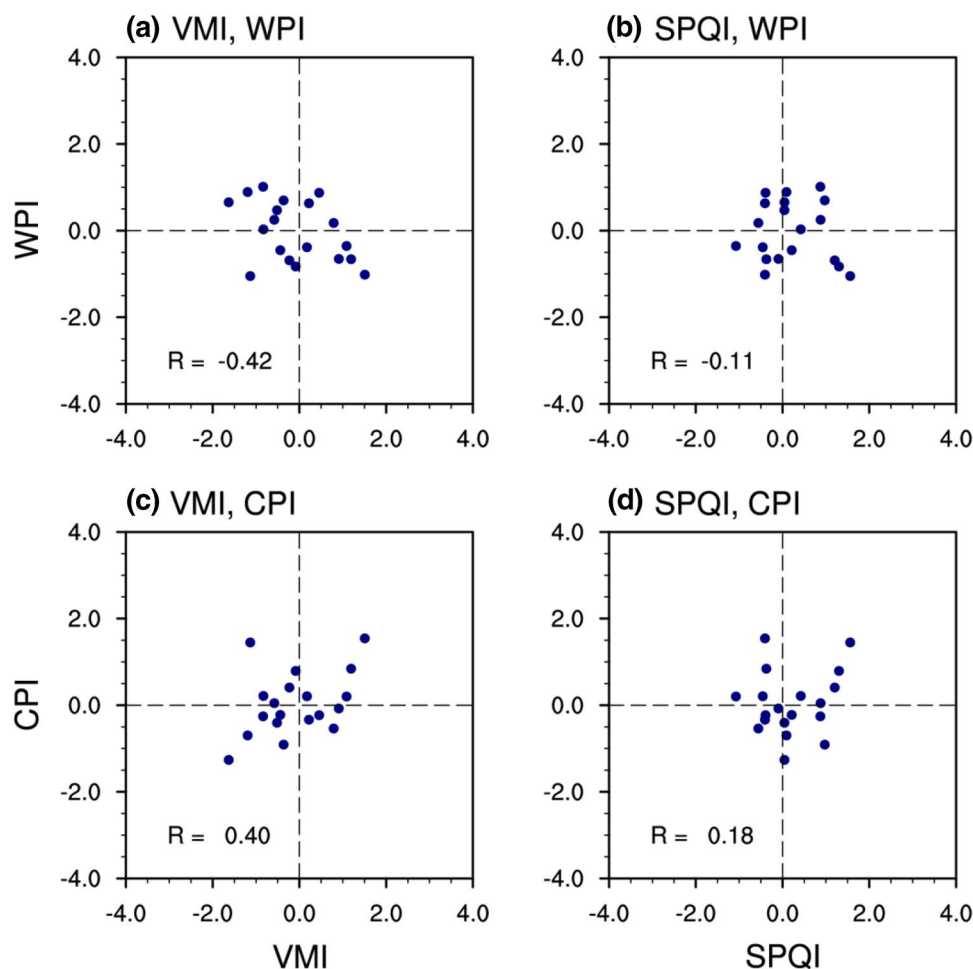 (a) VMI, WPI
(b) SPQI, WPI
4.0
2.0
0.0
-2.0
-4.0
WPI
R = -0.42
-4.0 -2.0 0.0 2.0 4.0
4.0
2.0
0.0
-2.0
-4.0
R = -0.11
-4.0 -2.0 0.0 2.0 4.0
(c) VMI, CPI
(d) SPQI, CPI
4.0
2.0
0.0
-2.0
-4.0
CPI
R = 0.40
-4.0 -2.0 0.0 2.0 4.0
VMI
4.0
2.0
0.0
-2.0
-4.0
R = 0.18
-4.0 -2.0 0.0 2.0 4.0
SPQI